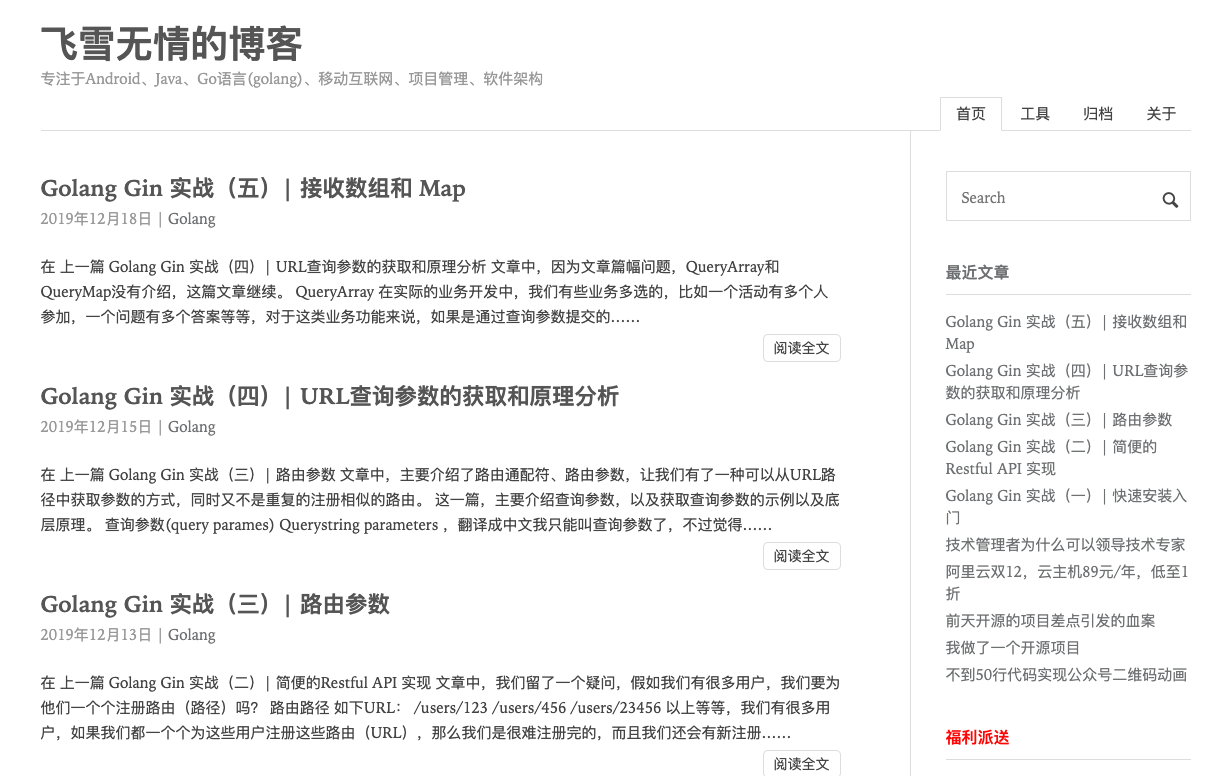 飞雪无情的博客
专注于Android、Java、Go语言(golang)、移动互联网、项目管理、软件架构
首页 工具 归档 关于
Golang Gin 实战（五）| 接收数组和 Map
2019年12月18日 | Golang
在 上一篇 Golang Gin 实战（四）| URL查询参数的获取和原理分析 文章中，因为文章篇幅问题，QueryArray和
QueryMap没有介绍，这篇文章继续。 QueryArray 在实际的业务开发中，我们有些业务多选的，比如一个活动有多个人
参加，一个问题有多个答案等等，对于这类业务功能来说，如果是通过查询参数提交的……
阅读全文
Golang Gin 实战（四）| URL查询参数的获取和原理分析
2019年12月15日 | Golang
在 上一篇 Golang Gin 实战（三）| 路由参数 文章中，主要介绍了路由通配符、路由参数，让我们有了一种可以从URL路
径中获取参数的方式，同时又不是重复的注册相似的路由。 这一篇，主要介绍查询参数，以及获取查询参数的示例以及底
层原理。 查询参数(query parames) Querystring parameters ，翻译成中文我只能叫查询参数了，不过觉得……
阅读全文
Golang Gin 实战（三）| 路由参数
2019年12月13日 | Golang
在 上一篇 Golang Gin 实战（二）| 简便的Restful API 实现 文章中，我们留了一个疑问，假如我们有很多用户，我们要为
他们一个个注册路由（路径）吗？ 路由路径 如下URL： /users/123 /users/456 /users/23456 以上等等，我们有很多用
户，如果我们都一个个为这些用户注册这些路由（URL），那么我们是很难注册完的，而且我们还会有新注册……
阅读全文
Search
最近文章
Golang Gin 实战（五）| 接收数组和
Map
Golang Gin 实战（四）| URL查询参
数的获取和原理分析
Golang Gin 实战（三）| 路由参数
Golang Gin 实战（二）| 简便的
Restful API 实现
Golang Gin 实战（一）| 快速安装入
门
技术管理者为什么可以领导技术专家
阿里云双12，云主机89元/年，低至1
折
前天开源的项目差点引发的血案
我做了一个开源项目
不到50行代码实现公众号二维码动画
福利派送